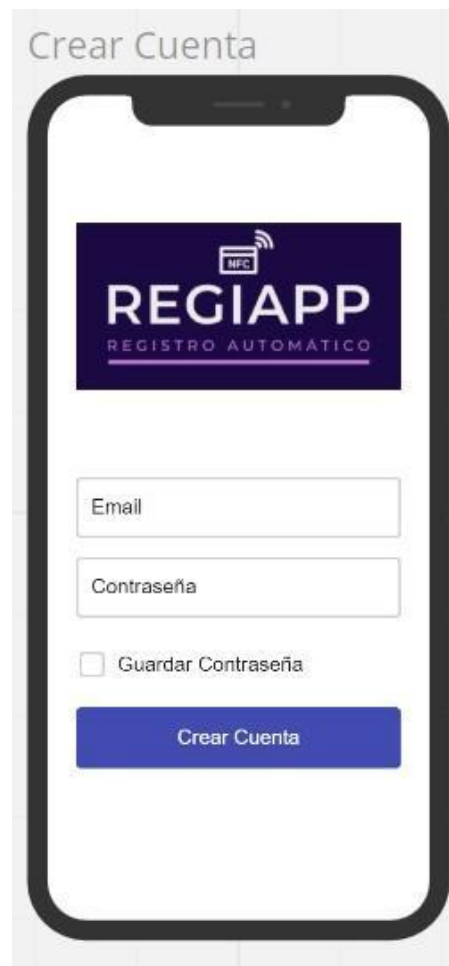 Crear Cuenta
NFC
REGIAPP
REGISTRO AUTOMÁTICO
Email
Contraseña
Guardar Contraseña
Crear Cuenta